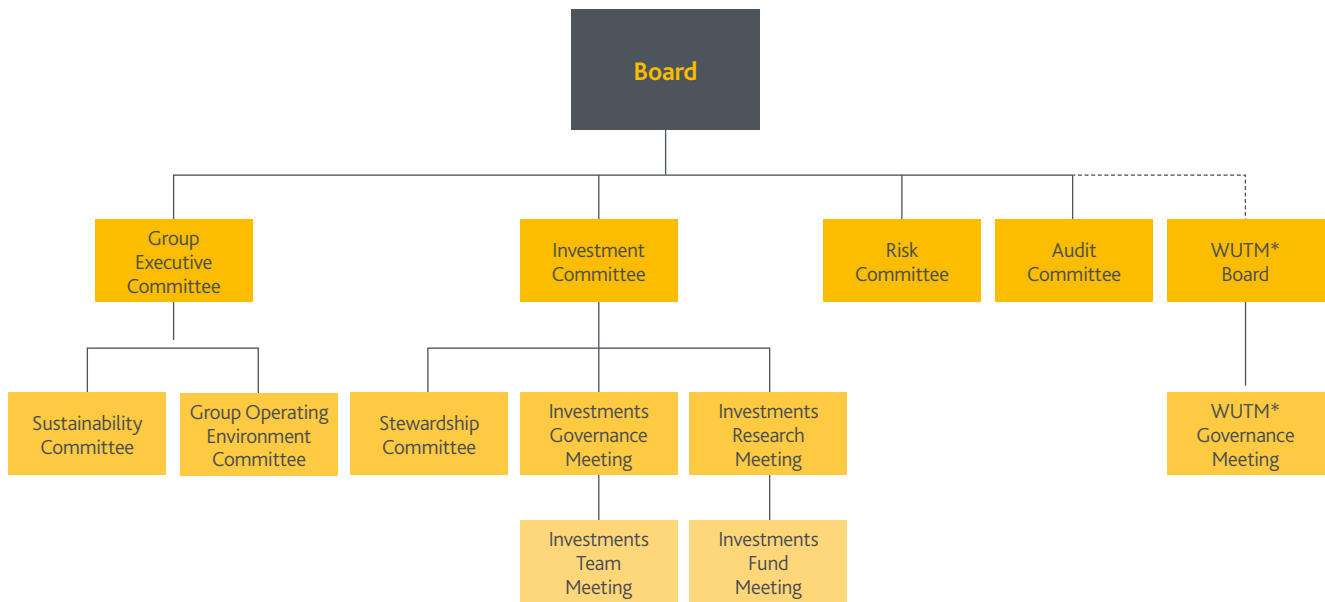 Board
Group
Executive
Committee
Investment
Committee
Risk
Committee
Audit
Committee
WUTM*
Board
Sustainability
Committee
Group Operating
Environment
Committee
Stewardship
Committee
Investments
Governance
Meeting
Investments
Research
Meeting
WUTM*
Governance
Meeting
Investments
Team
Meeting
Investments
Fund
Meeting